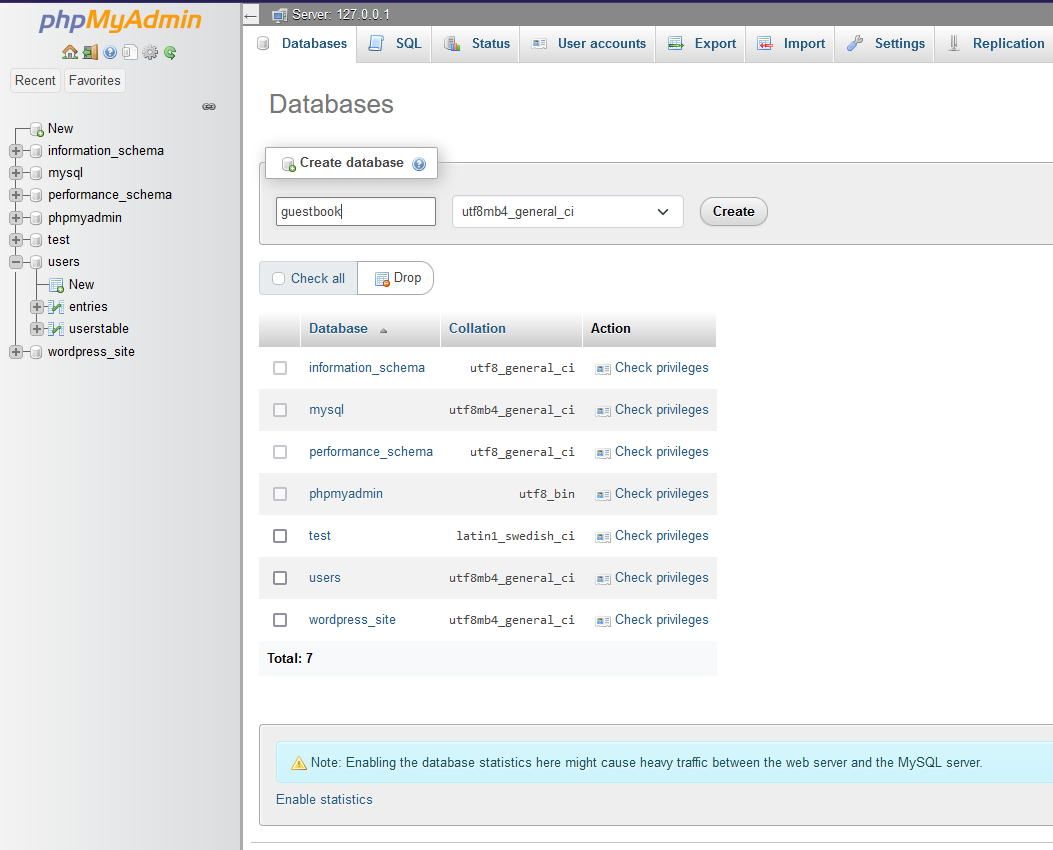 phpMyAdmin
Recent Favorites
New
information_schema
mysql
performance_schema
phpmyadmin
test
users
New
entries
userstable
wordpress_site
Server: 127.0.0.1
Databases SQL Status User accounts Export Import Settings Replication
Databases
Create database
guestbook utf8mb4_general_ci Create
Check all Drop
Database Collation Action
information_schema utf8_general_ci Check privileges
mysql utf8mb4_general_ci Check privileges
performance_schema utf8_general_ci Check privileges
phpmyadmin utf8_bin Check privileges
test latin1_swedish_ci Check privileges
users utf8mb4_general_ci Check privileges
wordpress_site utf8mb4_general_ci Check privileges
Total: 7
Note: Enabling the database statistics here might cause heavy traffic between the web server and the MySQL server.
Enable statistics